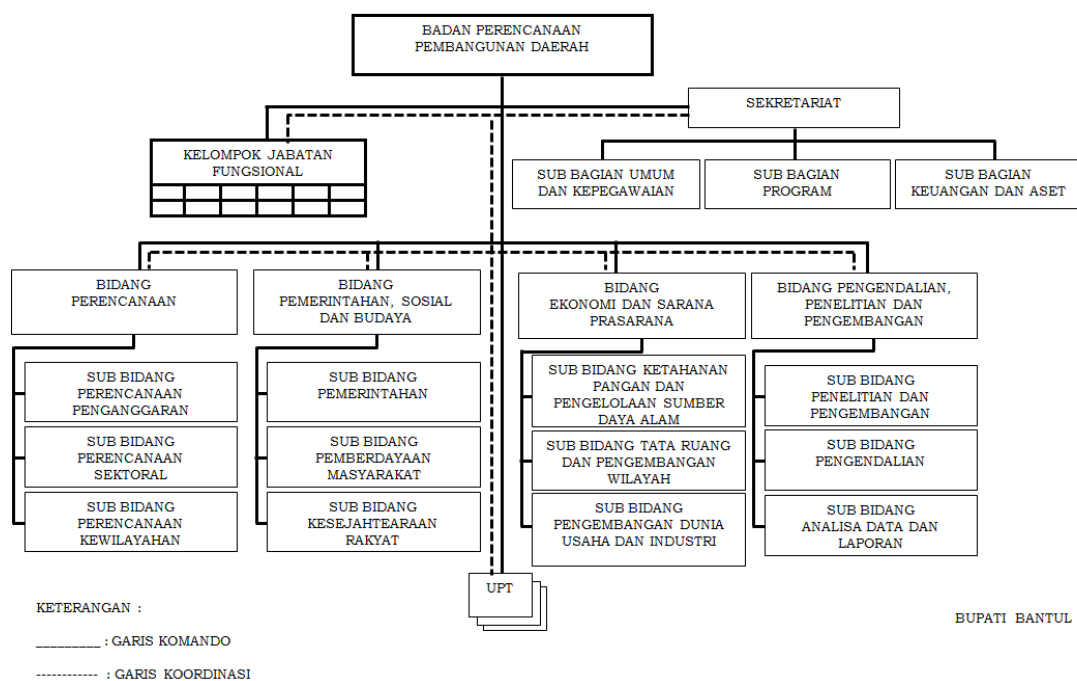 BADAN PERENCANAAN
PEMBANGUNAN DAERAH
SEKRETARIAT
KELOMPOK JABATAN
FUNGSIONAL
SUB BAGIAN UMUM
DAN KEPEGAWAIAN
SUB BAGIAN
PROGRAM
SUB BAGIAN
KEUANGAN DAN ASET
BIDANG
PERENCANAAN
BIDANG
PEMERINTAHAN, SOSIAL
DAN BUDAYA
BIDANG
EKONOMI DAN SARANA
PRASARANA
BIDANG PENGENDALIAN,
PENELITIAN DAN
PENGEMBANGAN
SUB BIDANG
PERENCANAAN
PENGANGGARAN
SUB BIDANG
PERENCANAAN
SEKTORAL
SUB BIDANG
PERENCANAAN
KEWILAYAHAN
SUB BIDANG
PEMERINTAHAN
SUB BIDANG
PEMBERDAYAAN
MASYARAKAT
SUB BIDANG
KESEJAHTEARAAN
RAKYAT
SUB BIDANG KETAHANAN
PANGAN DAN
PENGELOLAAN SUMBER
DAYA ALAM
SUB BIDANG TATA RUANG
DAN PENGEMBANGAN
WILAYAH
SUB BIDANG
PENGEMBANGAN DUNIA
USAHA DAN INDUSTRI
SUB BIDANG
PENELITIAN DAN
PENGEMBANGAN
SUB BIDANG
PENGENDALIAN
SUB BIDANG
ANALISA DATA DAN
LAPORAN
UPT
KETERANGAN :
_________ : GARIS KOMANDO
------------ : GARIS KOORDINASI
BUPATI BANTUL